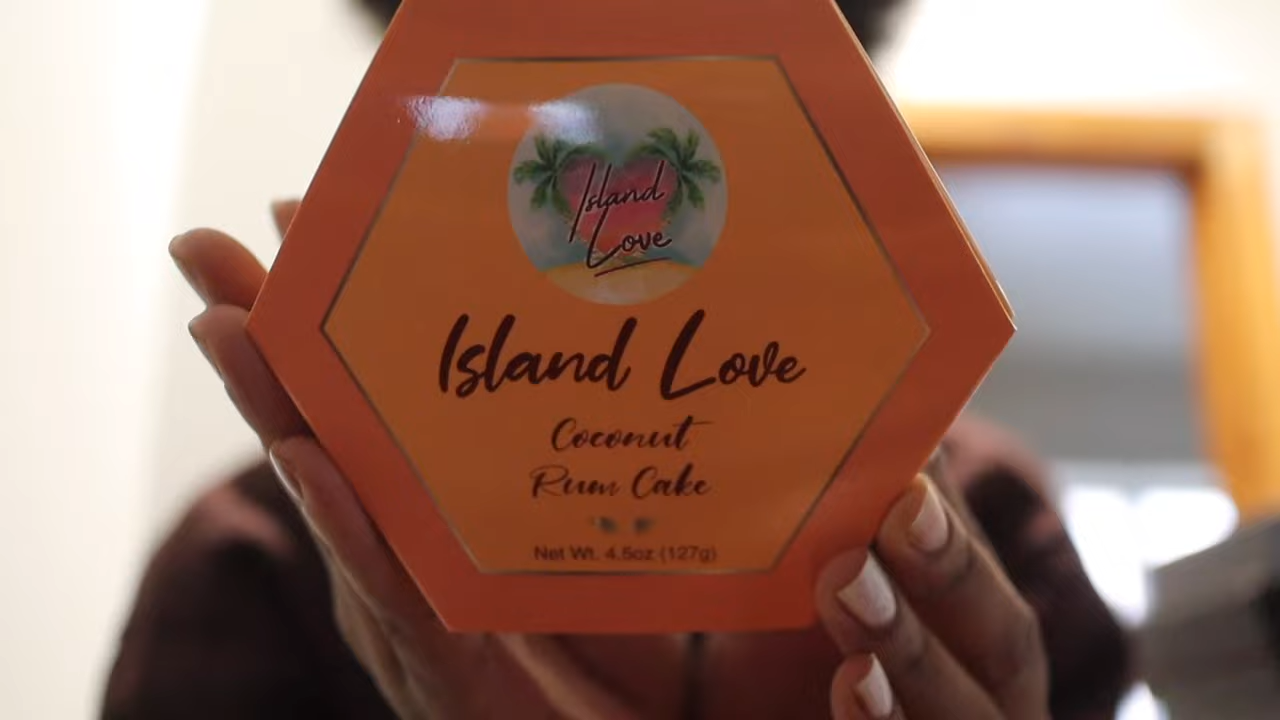 Island
Love
Island Love
Coconut
Rum Cake
Net Wt. 4.5oz (127g)